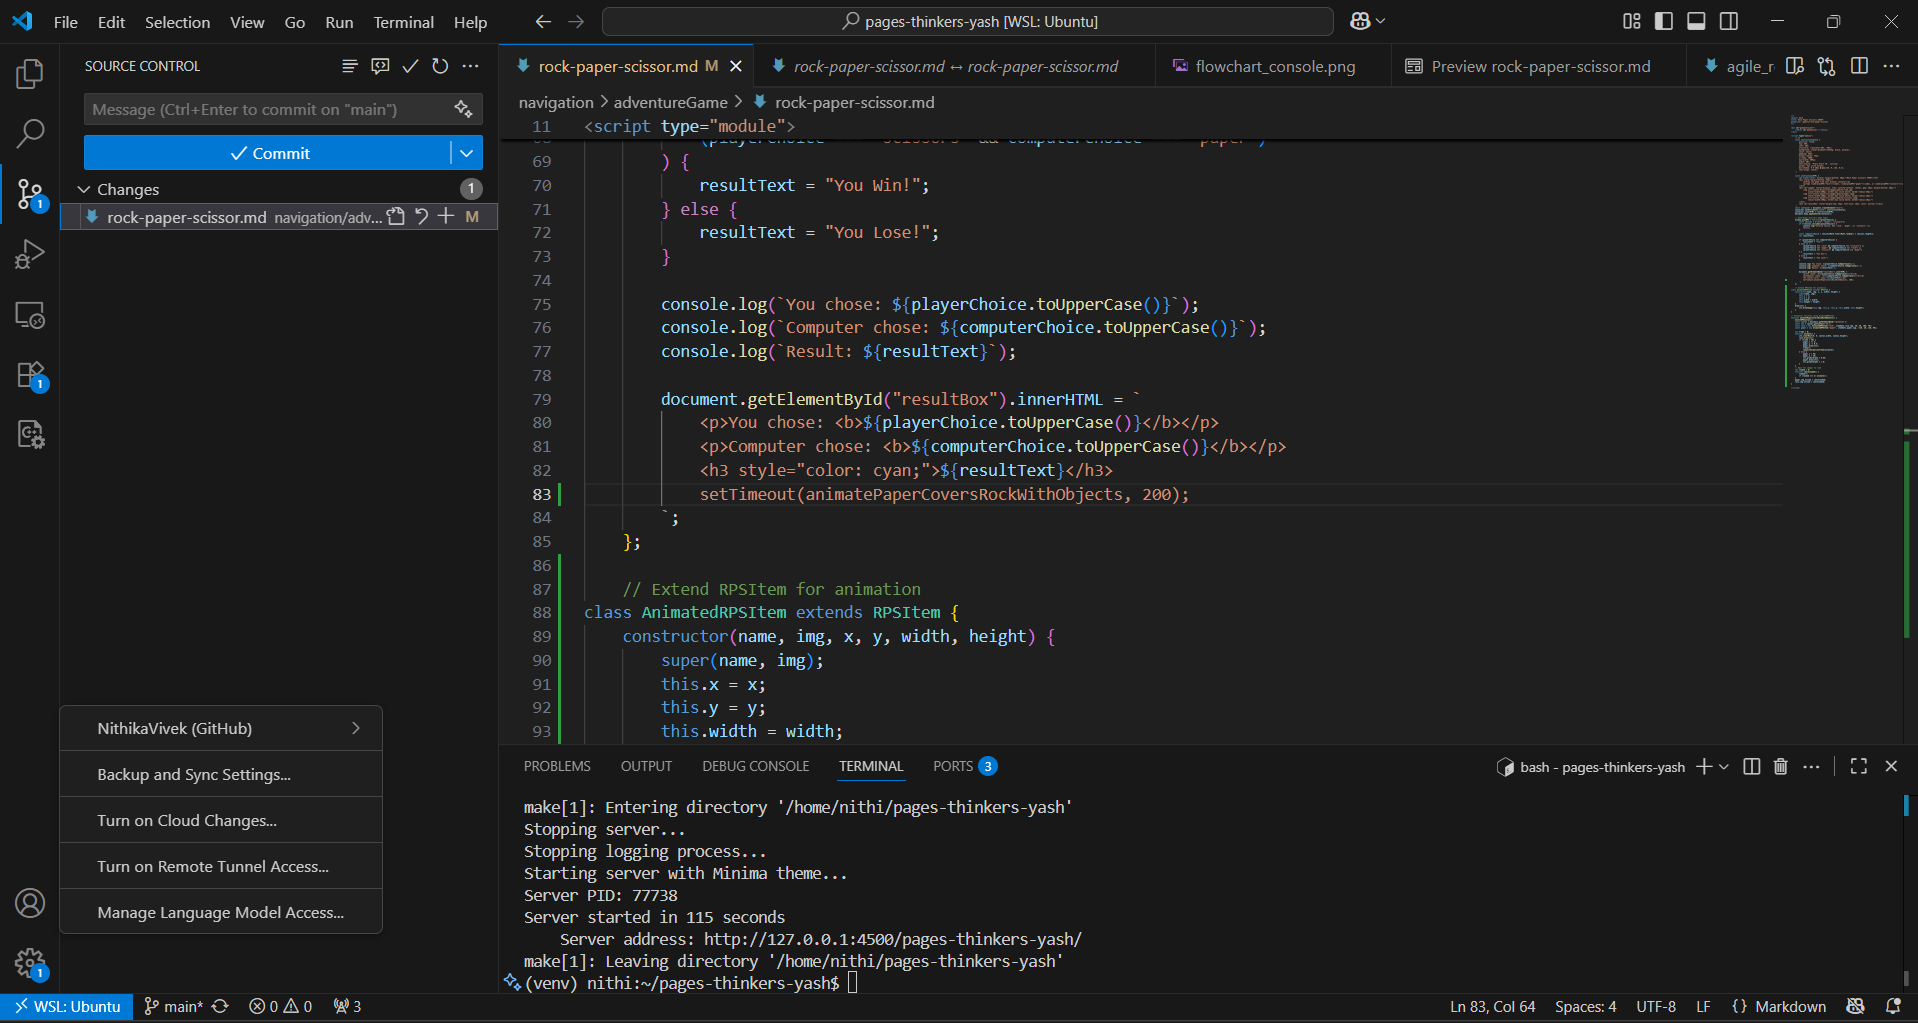 File Edit Selection View Go Run Terminal Help
pages-thinkers-yash [WSL: Ubuntu]
SOURCE CONTROL
Message (Ctrl+Enter to commit on "main")
Commit
Changes
1
rock-paper-scissor.md navigation/adv... M
1
1
rock-paper-scissor.md M
rock-paper-scissor.md ↔ rock-paper-scissor.md
flowchart_console.png
Preview rock-paper-scissor.md
agile_r
navigation > adventureGame > rock-paper-scissor.md
11 <script type="module">
69 ) {
70 resultText = "You Win!";
71 } else {
72 resultText = "You Lose!";
73 }
74
75 console.log(`You chose: ${playerChoice.toUpperCase()}`);
76 console.log(`Computer chose: ${computerChoice.toUpperCase()}`);
77 console.log(`Result: ${resultText}`);
78
79 document.getElementById("resultBox").innerHTML = `
80 <p>You chose: <b>${playerChoice.toUpperCase()}</b></p>
81 <p>Computer chose: <b>${computerChoice.toUpperCase()}</b></p>
82 <h3 style="color: cyan;">${resultText}</h3>
83 setTimeout(animatePaperCoversRockWithObjects, 200);
84 `;
85 };
86
87 // Extend RPSItem for animation
88 class AnimatedRPSItem extends RPSItem {
89 constructor(name, img, x, y, width, height) {
90 super(name, img);
91 this.x = x;
92 this.y = y;
93 this.width = width;
NithikaVivek (GitHub)
Backup and Sync Settings...
Turn on Cloud Changes...
Turn on Remote Tunnel Access...
Manage Language Model Access...
1
PROBLEMS OUTPUT DEBUG CONSOLE TERMINAL PORTS 3
bash - pages-thinkers-yash
make[1]: Entering directory '/home/nithi/pages-thinkers-yash'
Stopping server...
Stopping logging process...
Starting server with Minima theme...
Server PID: 77738
Server started in 115 seconds
Server address: http://127.0.0.1:4500/pages-thinkers-yash/
make[1]: Leaving directory '/home/nithi/pages-thinkers-yash'
(venv) nithi:~/pages-thinkers-yash$
WSL: Ubuntu main* 0 0 3
Ln 83, Col 64 Spaces: 4 UTF-8 LF {} Markdown